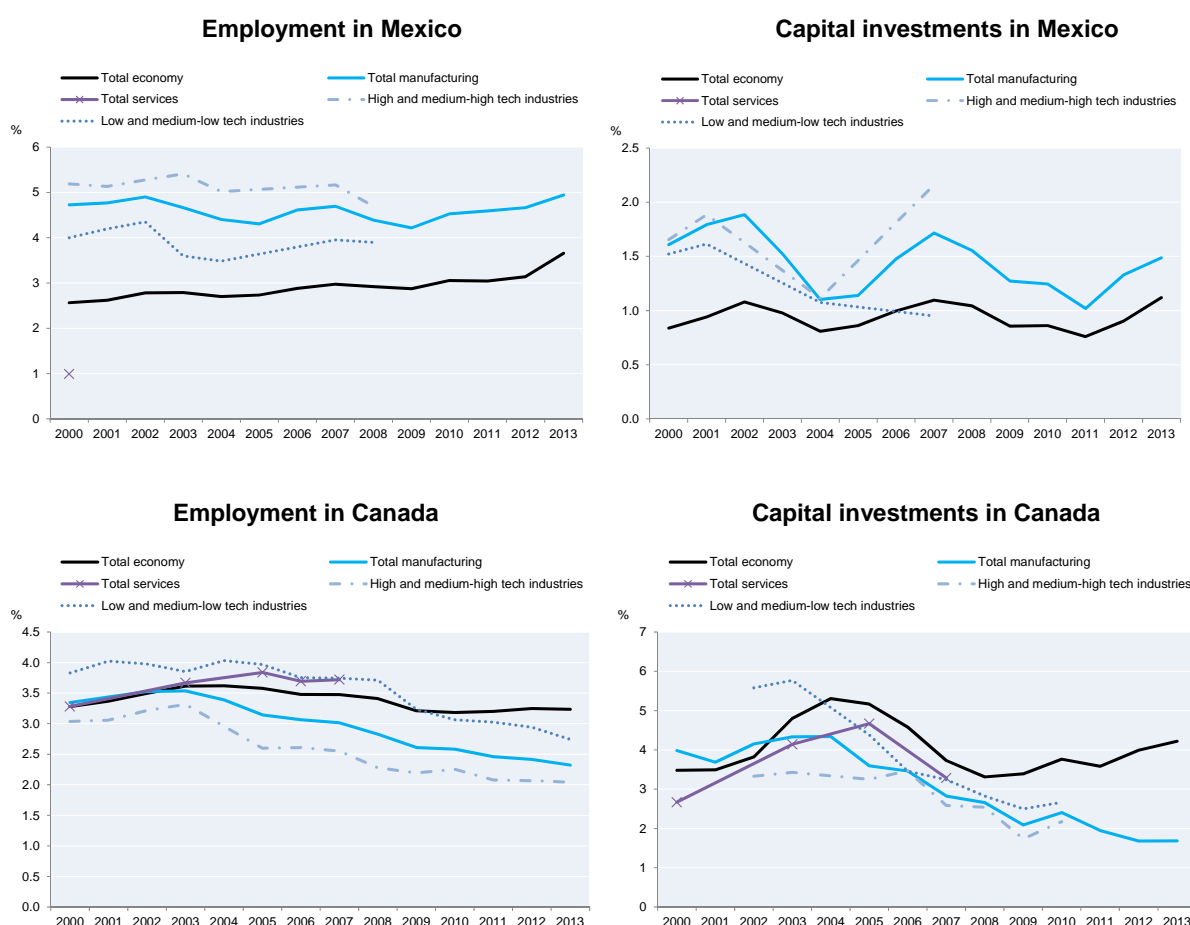 Employment in Mexico
Total economy
Total manufacturing
Total services
High and medium-high tech industries
Low and medium-low tech industries
%
6
5
4
3
2
1
0
2000 2001 2002 2003 2004 2005 2006 2007 2008 2009 2010 2011 2012 2013
Capital investments in Mexico
Total economy
Total manufacturing
Total services
High and medium-high tech industries
Low and medium-low tech industries
%
2.5
2.0
1.5
1.0
0.5
0.0
2000 2001 2002 2003 2004 2005 2006 2007 2008 2009 2010 2011 2012 2013
Employment in Canada
Total economy
Total manufacturing
Total services
High and medium-high tech industries
Low and medium-low tech industries
%
4.5
4.0
3.5
3.0
2.5
2.0
1.5
1.0
0.5
0.0
2000 2001 2002 2003 2004 2005 2006 2007 2008 2009 2010 2011 2012 2013
Capital investments in Canada
Total economy
Total manufacturing
Total services
High and medium-high tech industries
Low and medium-low tech industries
%
7
6
5
4
3
2
1
0
2000 2001 2002 2003 2004 2005 2006 2007 2008 2009 2010 2011 2012 2013